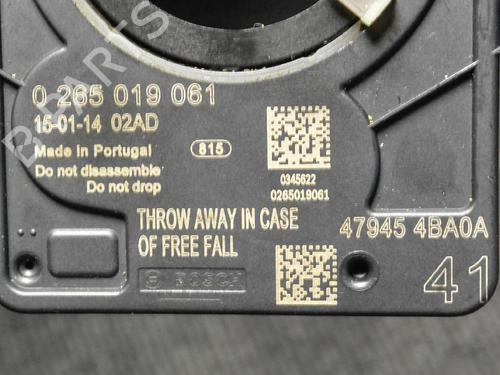 B-PARTS
0 265 019 061
15-01-14 02AD
Made in Portugal
815
Do not disassemble
Do not drop
0345622
0265019061
THROW AWAY IN CASE
OF FREE FALL
47945 4BA0A
41
BOSCH